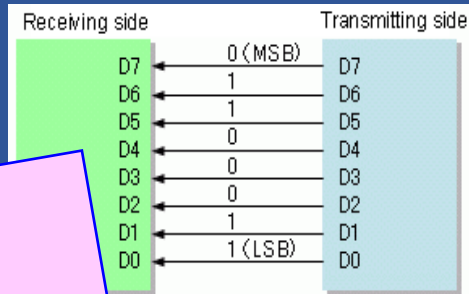 Receiving side Transmitting side
D7 0 (MSB) D7
D6 1 D6
D5 1 D5
D4 0 D4
D3 0 D3
D2 0 D2
D1 1 D1
D0 1 (LSB) D0